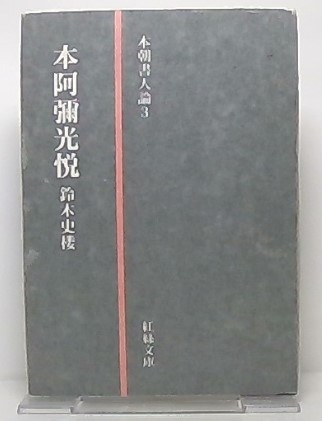 本朝書人論3
本阿彌光悦
鈴木史楼
紅絲文庫